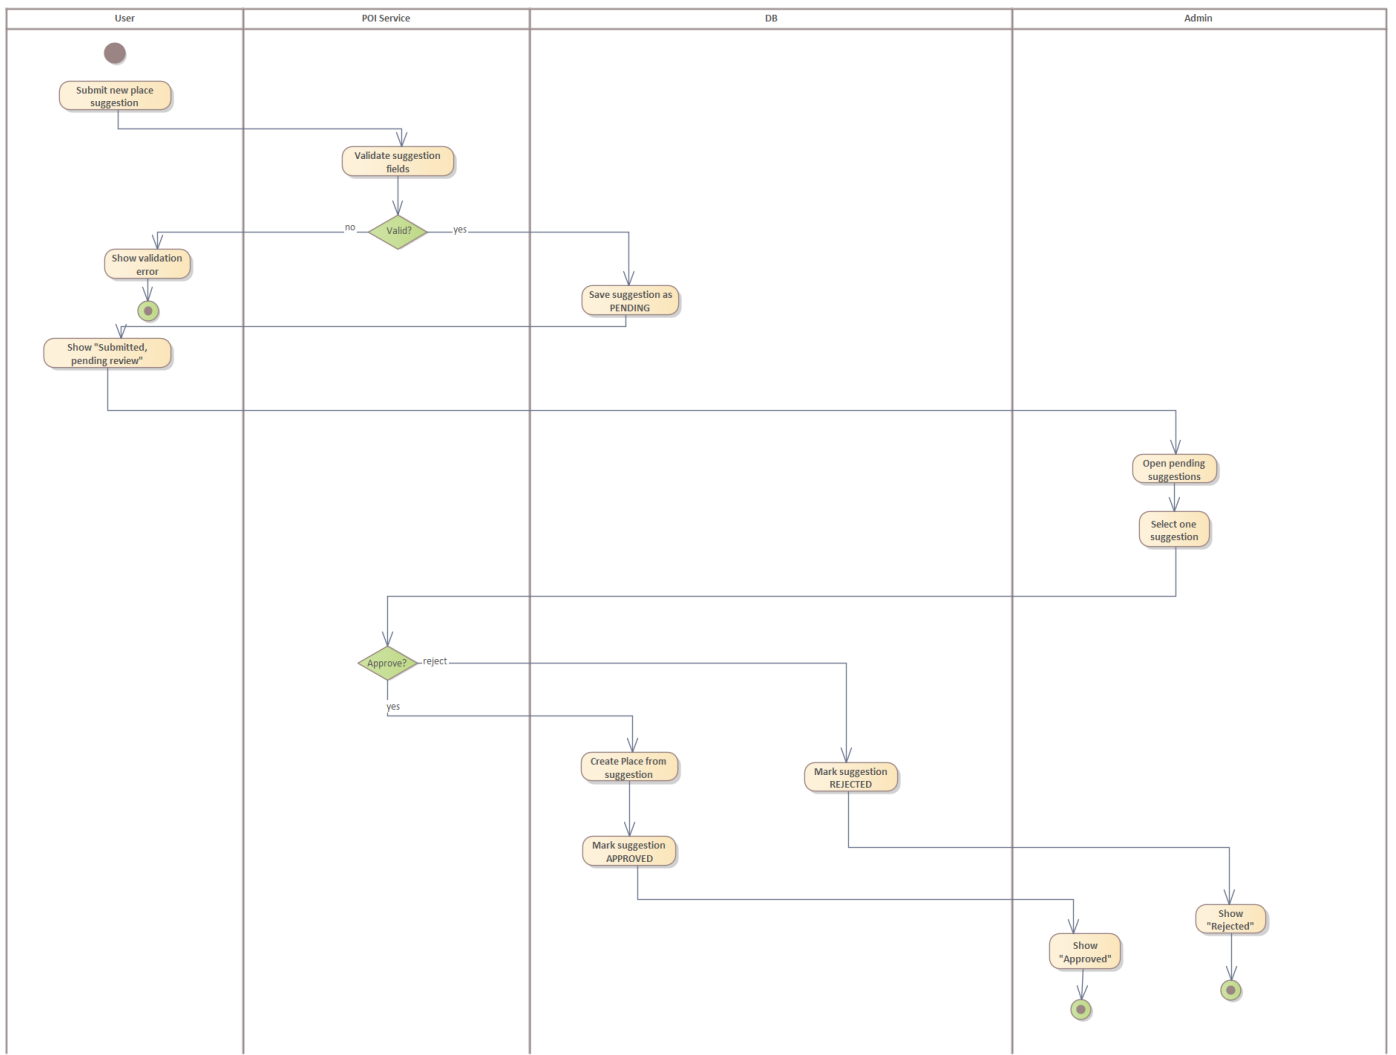 User
POI Service
DB
Admin
Submit new place
suggestion
Validate suggestion
fields
Valid?
no
yes
Show validation
error
Save suggestion as
PENDING
Show "Submitted,
pending review"
Open pending
suggestions
Select one
suggestion
Approve?
reject
yes
Create Place from
suggestion
Mark suggestion
REJECTED
Mark suggestion
APPROVED
Show
"Rejected"
Show
"Approved"